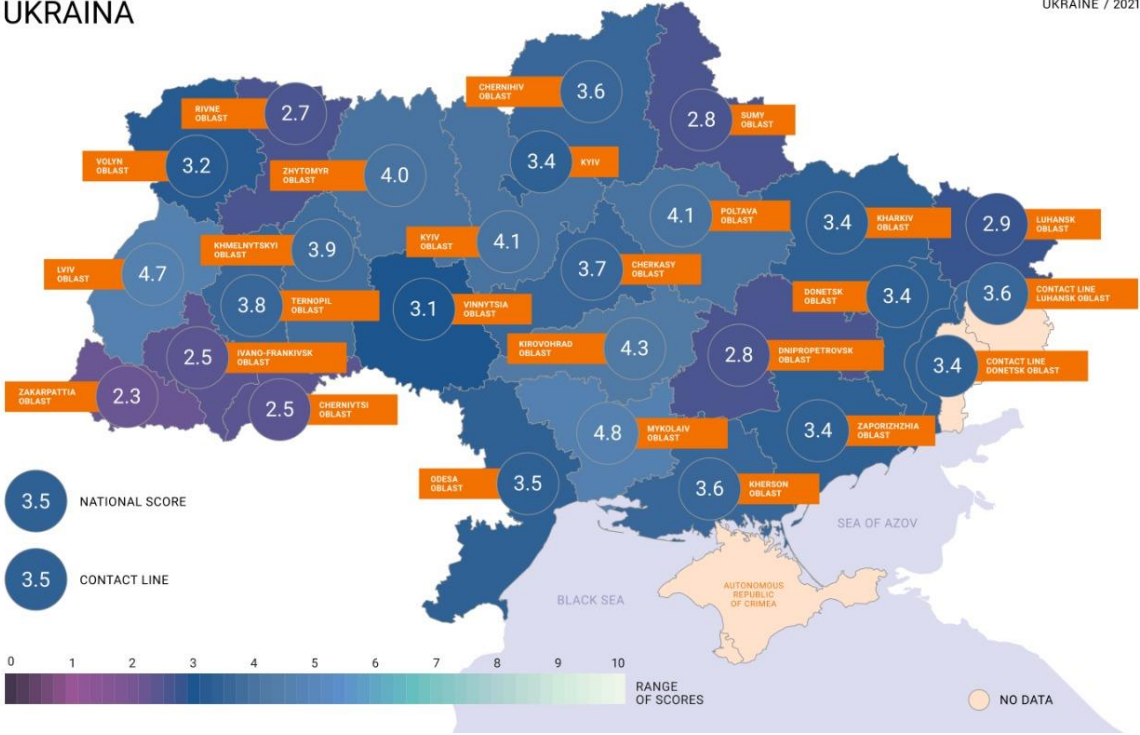 UKRAINA
UKRAINE / 2021
CHERNIHIV
OBLAST
3.6
RIVNE
OBLAST
2.7
2.8
SUMY
OBLAST
VOLYN
OBLAST
3.2
ZHYTOMYR
OBLAST
4.0
3.4
KYIV
4.1
POLTAVA
OBLAST
3.4
KHARKIV
OBLAST
2.9
LUHANSK
OBLAST
KHMELNYTSKYI
OBLAST
3.9
KYIV
OBLAST
4.1
LVIV
OBLAST
4.7
3.7
CHERKASY
OBLAST
3.8
TERNOPIL
OBLAST
3.1
VINNYTSIA
OBLAST
DONETSK
OBLAST
3.4
3.6
CONTACT LINE
LUHANSK OBLAST
2.5
IVANO-FRANKIVSK
OBLAST
KIROVOHRAD
OBLAST
4.3
2.8
DNIPROPETROVSK
OBLAST
3.4
CONTACT LINE
DONETSK OBLAST
ZAKARPATTIA
OBLAST
2.3
2.5
CHERNIVTSI
OBLAST
4.8
MYKOLAIV
OBLAST
3.4
ZAPORIZHZHIA
OBLAST
ODESA
OBLAST
3.5
3.6
KHERSON
OBLAST
3.5 NATIONAL SCORE
SEA OF AZOV
3.5 CONTACT LINE
BLACK SEA
AUTONOMOUS
REPUBLIC
OF CRIMEA
0 1 2 3 4 5 6 7 8 9 10
RANGE
OF SCORES
NO DATA